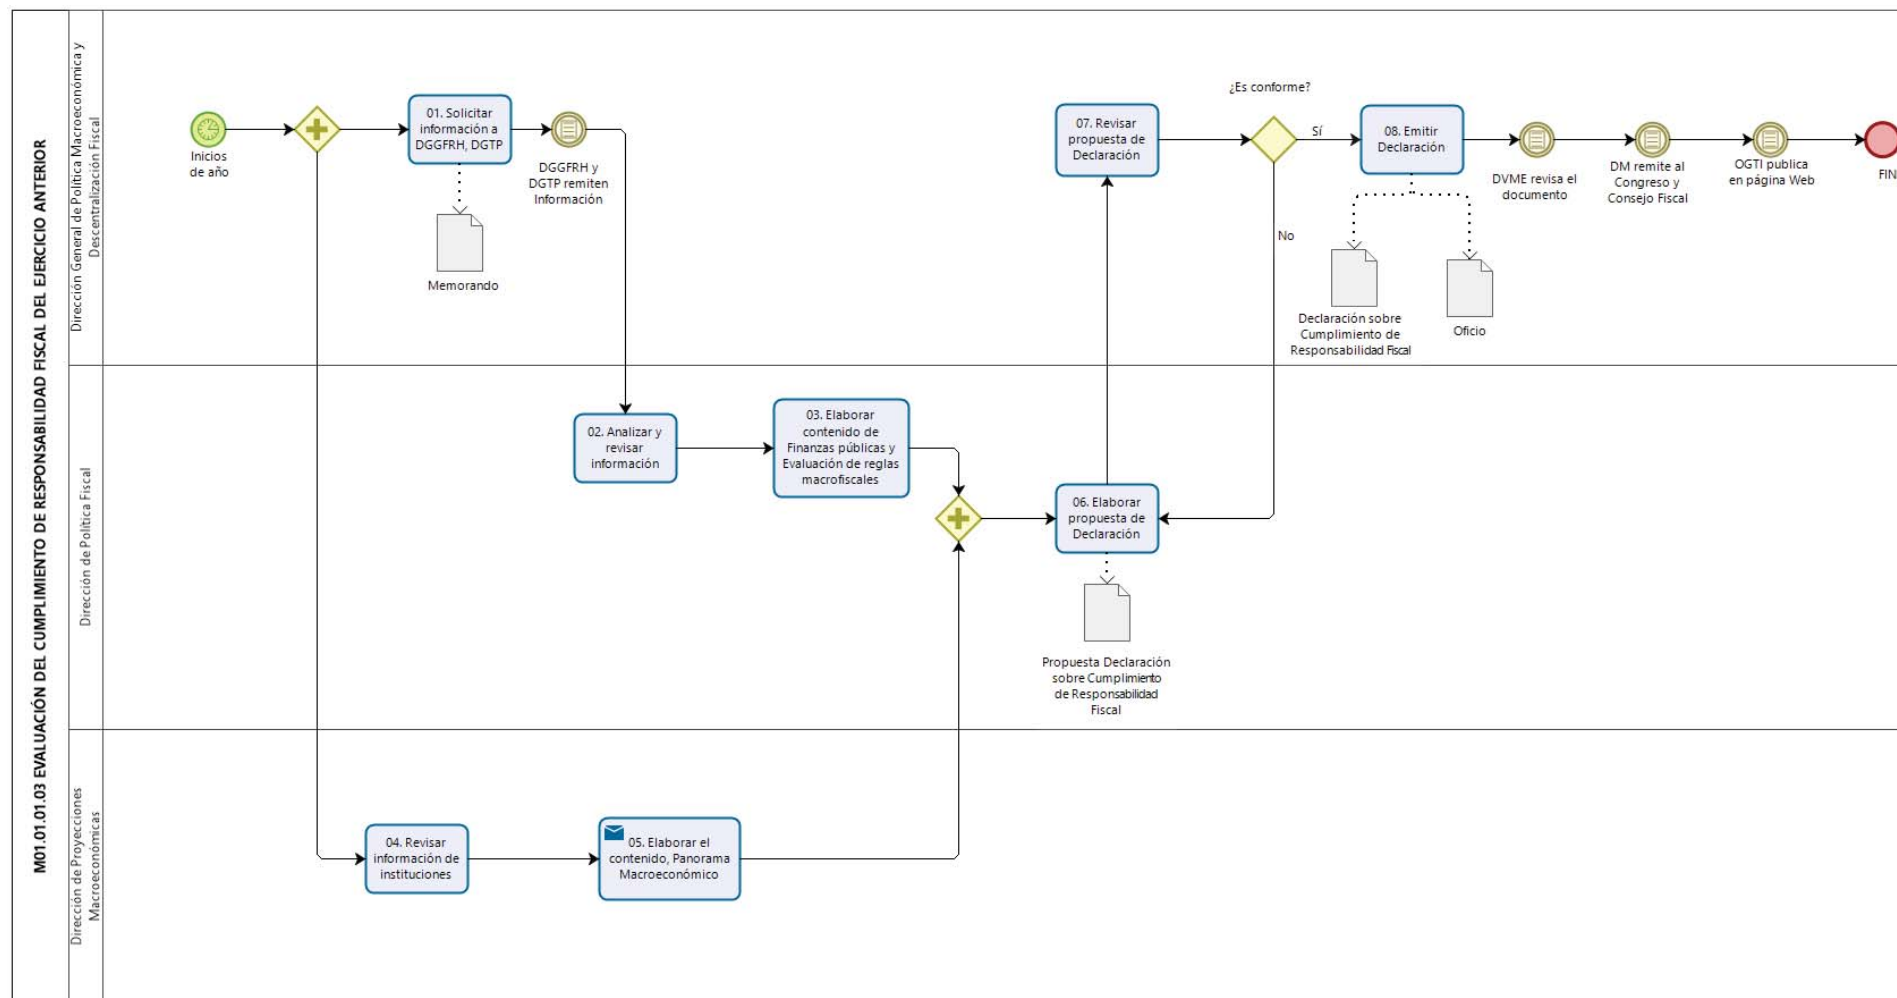 M01.01.01.03 EVALUACIÓN DEL CUMPLIMIENTO DE RESPONSABILIDAD FISCAL DEL EJERCICIO ANTERIOR
Dirección General de Política Macroeconómica y
Descentralización Fiscal
Inicios
de año
01. Solicitar
información a
DGGFRH, DGTP
Memorando
DGGFRH y
DGTP remiten
Información
07. Revisar
propuesta de
Declaración
¿Es conforme?
Sí
No
08. Emitir
Declaración
Declaración sobre
Cumplimiento de
Responsabilidad Fiscal
Oficio
DVME revisa el
documento
DM remite al
Congreso y
Consejo Fiscal
OGTI publica
en página Web
FIN
Dirección de Política Fiscal
02. Analizar y
revisar
información
03. Elaborar
contenido de
Finanzas públicas y
Evaluación de reglas
macrofiscales
06. Elaborar
propuesta de
Declaración
Propuesta Declaración
sobre Cumplimiento
de Responsabilidad
Fiscal
Dirección de Proyecciones
Macroeconómicas
04. Revisar
información de
instituciones
05. Elaborar el
contenido, Panorama
Macroeconómico